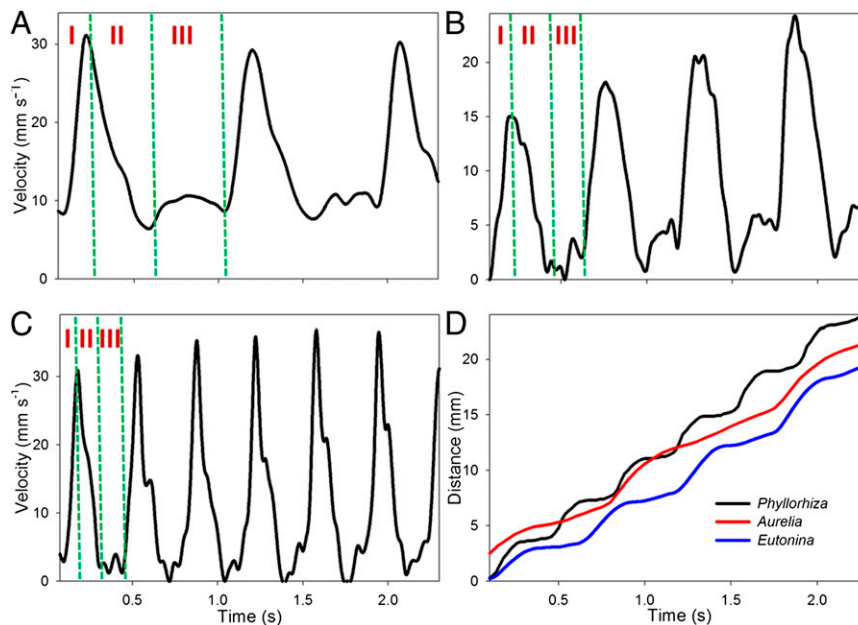 A
I II III
30
20
10
0
Velocity (mm s⁻¹)
B
I II III
20
15
10
5
0
C
I II III
30
20
10
0
Velocity (mm s⁻¹)
0.5 1.0 1.5 2.0
Time (s)
D
20
15
10
5
0
Distance (mm)
Phyllorhiza
Aurelia
Eutonina
0.5 1.0 1.5 2.0
Time (s)